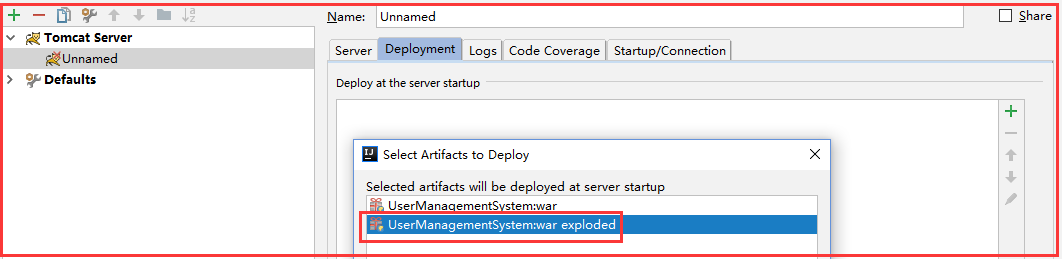 Name: Unnamed
Share
Tomcat Server
Unnamed
Defaults
Server Deployment Logs Code Coverage Startup/Connection
Deploy at the server startup
Select Artifacts to Deploy
Selected artifacts will be deployed at server startup
UserManagementSystem:war
UserManagementSystem:war exploded